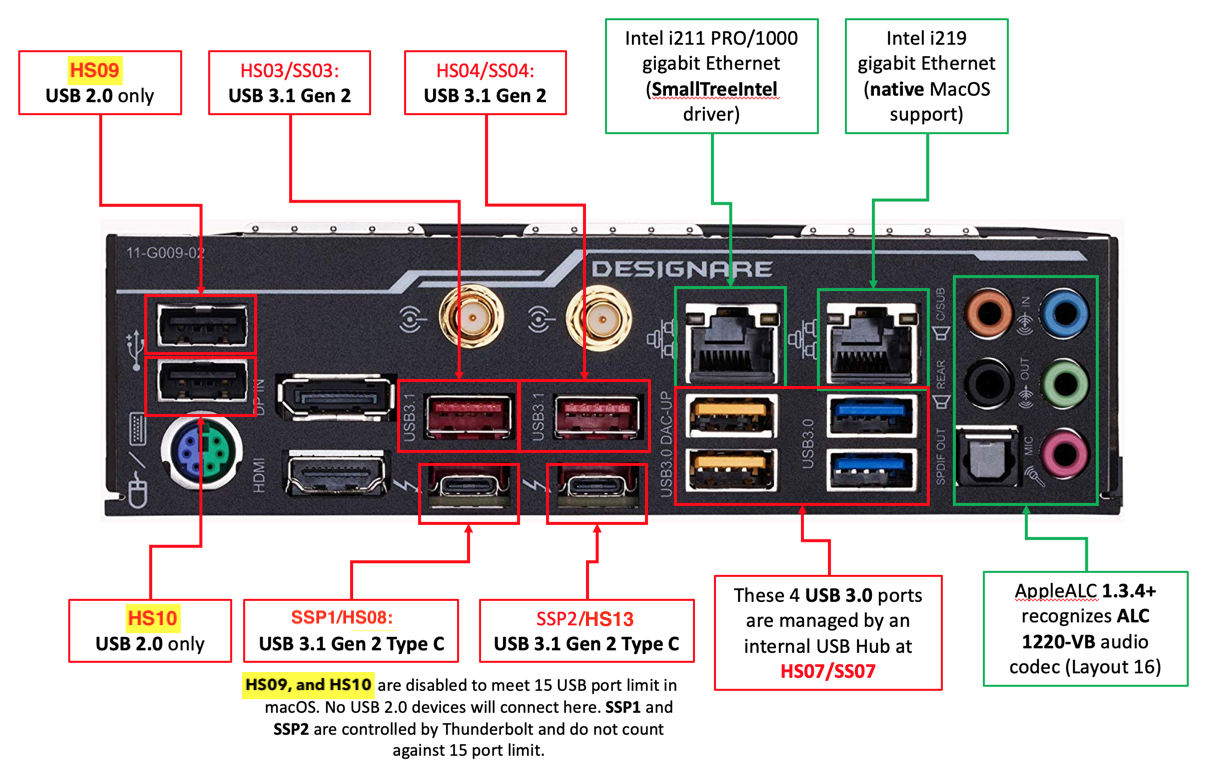 HS09
USB 2.0 only
HS03/SS03:
USB 3.1 Gen 2
HS04/SS04:
USB 3.1 Gen 2
Intel i211 PRO/1000
gigabit Ethernet
(SmallTreeIntel
driver)
Intel i219
gigabit Ethernet
(native MacOS
support)
11-G009-02
DESIGNARE
DP IN
HDMI
USB3.1
USB3.1
USB3.0 DAC-UP
USB3.0
C/SUB
REAR
SPDIF OUT
IN
OUT
MIC
HS10
USB 2.0 only
SSP1/HS08:
USB 3.1 Gen 2 Type C
SSP2/HS13
USB 3.1 Gen 2 Type C
These 4 USB 3.0 ports
are managed by an
internal USB Hub at
HS07/SS07
AppleALC 1.3.4+
recognizes ALC
1220-VB audio
codec (Layout 16)
HS09, and HS10 are disabled to meet 15 USB port limit in
macOS. No USB 2.0 devices will connect here. SSP1 and
SSP2 are controlled by Thunderbolt and do not count
against 15 port limit.